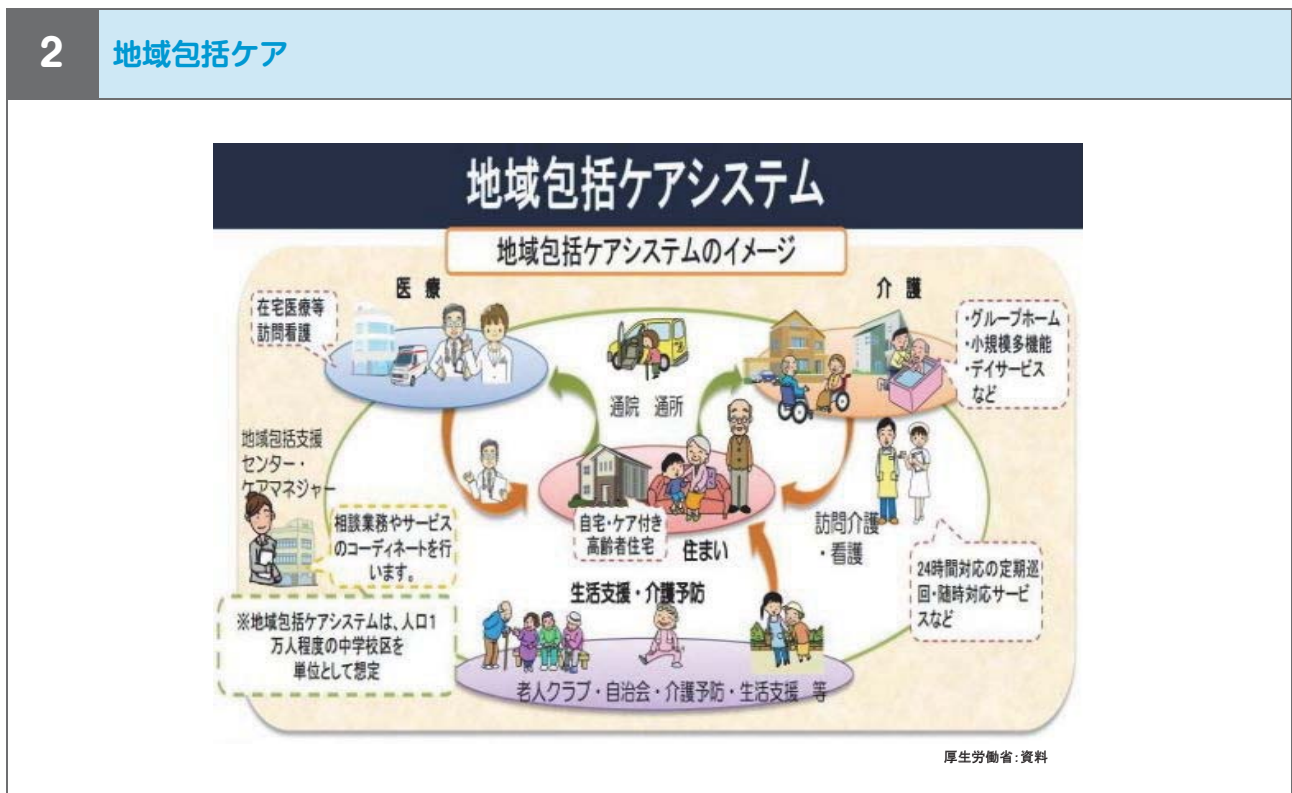 2
地域包括ケア
地域包括ケアシステム
地域包括ケアシステムのイメージ
医 療
介 護
在宅医療等
訪問看護
・グループホーム
・小規模多機能
・デイサービス
など
通院 通所
地域包括支援
センター・
ケアマネジャー
相談業務やサービス
のコーディネートを行
います。
自宅・ケア付き
高齢者住宅
住まい
訪問介護
・看護
24時間対応の定期巡
回・随時対応サービ
スなど
※地域包括ケアシステムは、人口1
万人程度の中学校区を
単位として想定
生活支援・介護予防
老人クラブ・自治会・介護予防・生活支援 等
厚生労働省:資料